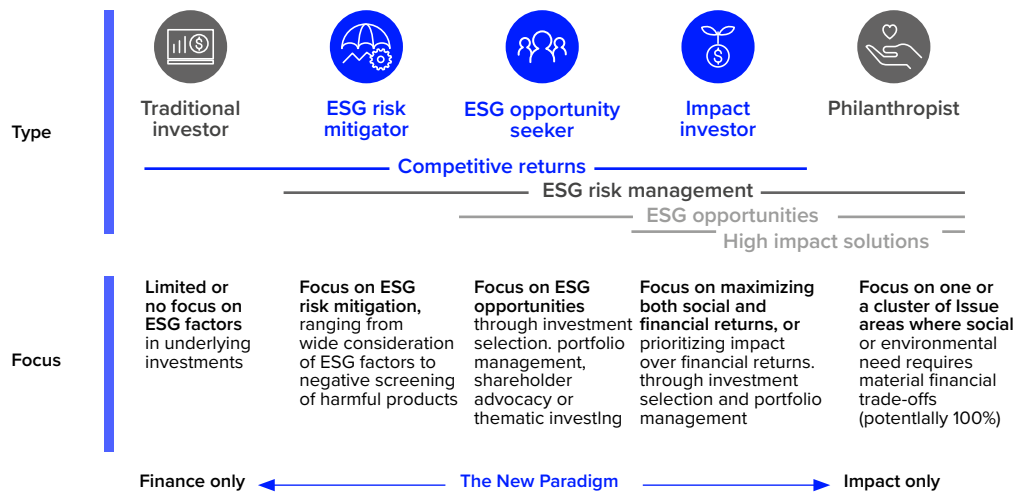 Type
Traditional
investor
ESG risk
mitigator
ESG opportunity
seeker
Impact
investor
Philanthropist
Competitive returns
ESG risk management
ESG opportunities
High impact solutions
Focus
Limited or
no focus on
ESG factors
in underlying
investments
Focus on ESG
risk mitigation,
ranging from
wide consideration
of ESG factors to
negative screening
of harmful products
Focus on ESG
opportunities
through investment
selection. portfolio
management,
shareholder
advocacy or
thematic investlng
Focus on maximizing
both social and
financial returns, or
prioritizing impact
over financial returns.
through investment
selection and portfolio
management
Focus on one or
a cluster of Issue
areas where social
or environmental
need requires
material financial
trade-offs
(potentlally 100%)
Finance only
The New Paradigm
Impact only